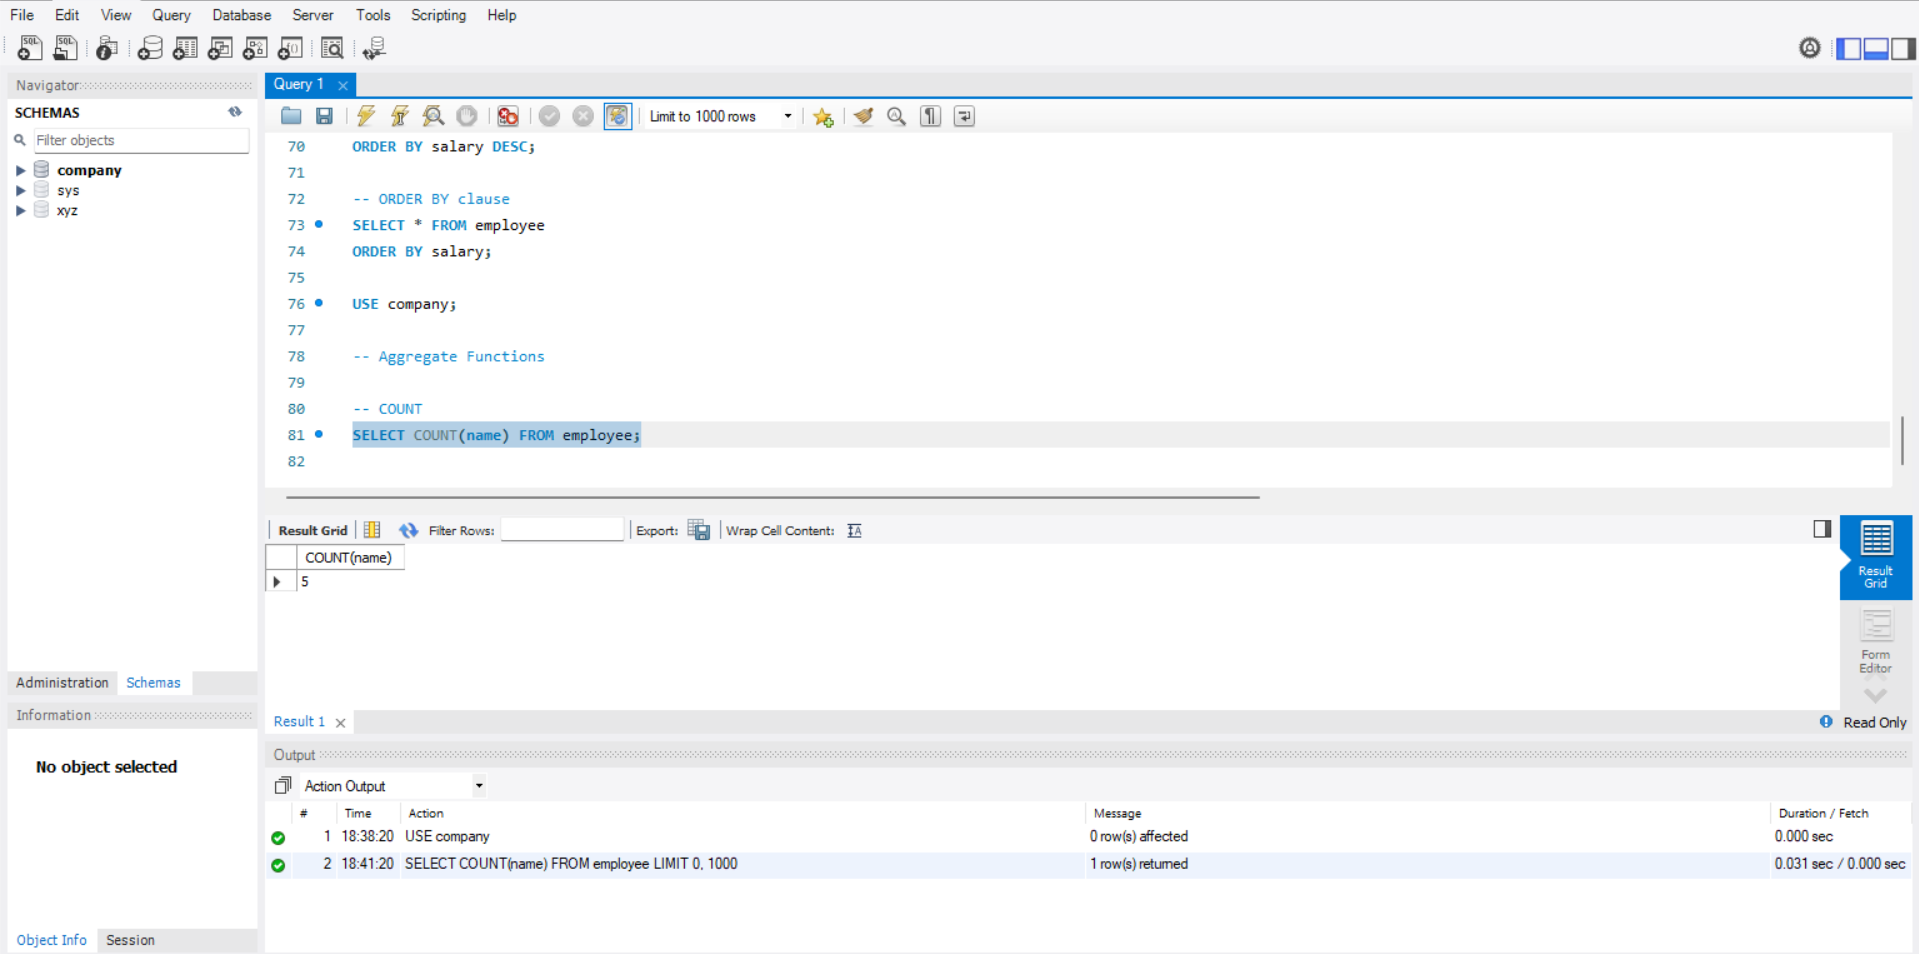 File Edit View Query Database Server Tools Scripting Help
Navigator
SCHEMAS
Filter objects
company
sys
xyz
Administration Schemas
Information
No object selected
Object Info Session
Query 1
Limit to 1000 rows
70 ORDER BY salary DESC;
71
72 -- ORDER BY clause
73 SELECT * FROM employee
74 ORDER BY salary;
75
76 USE company;
77
78 -- Aggregate Functions
79
80 -- COUNT
81 SELECT COUNT(name) FROM employee;
82
Result Grid Filter Rows: Export: Wrap Cell Content:
COUNT(name)
5
Result
Grid
Form
Editor
Result 1 Read Only
Output
Action Output
# Time Action Message Duration / Fetch
1 18:38:20 USE company 0 row(s) affected 0.000 sec
2 18:41:20 SELECT COUNT(name) FROM employee LIMIT 0, 1000 1 row(s) returned 0.031 sec / 0.000 sec